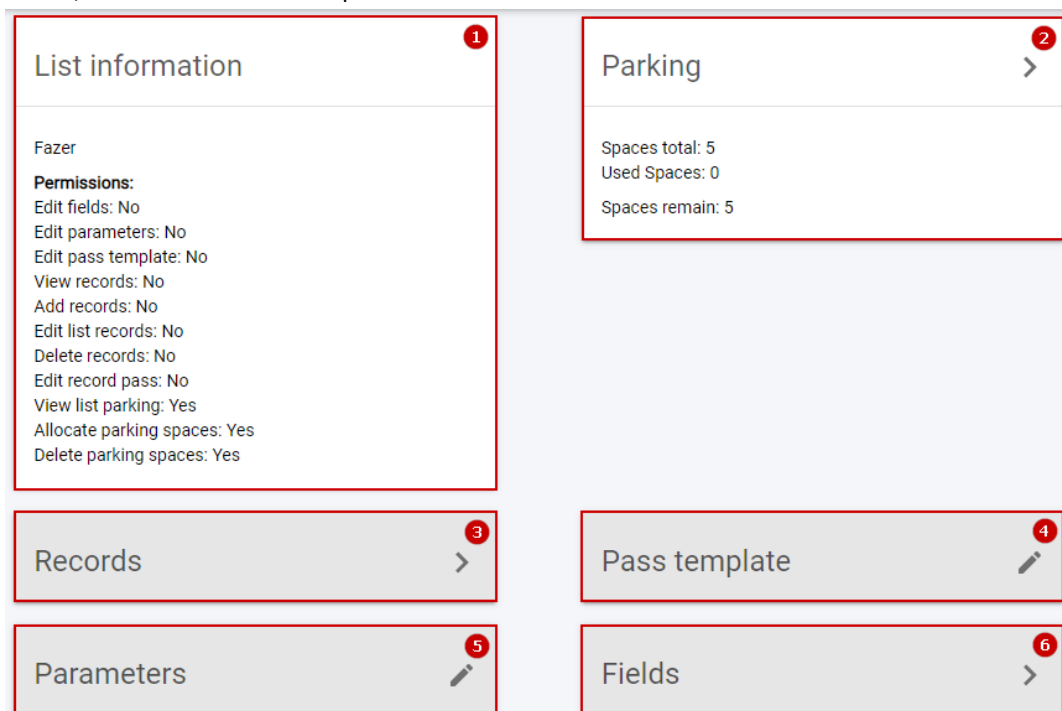 1
List information
Fazer
Permissions:
Edit fields: No
Edit parameters: No
Edit pass template: No
View records: No
Add records: No
Edit list records: No
Delete records: No
Edit record pass: No
View list parking: Yes
Allocate parking spaces: Yes
Delete parking spaces: Yes
2
Parking
Spaces total: 5
Used Spaces: 0
Spaces remain: 5
3
Records
4
Pass template
5
Parameters
6
Fields